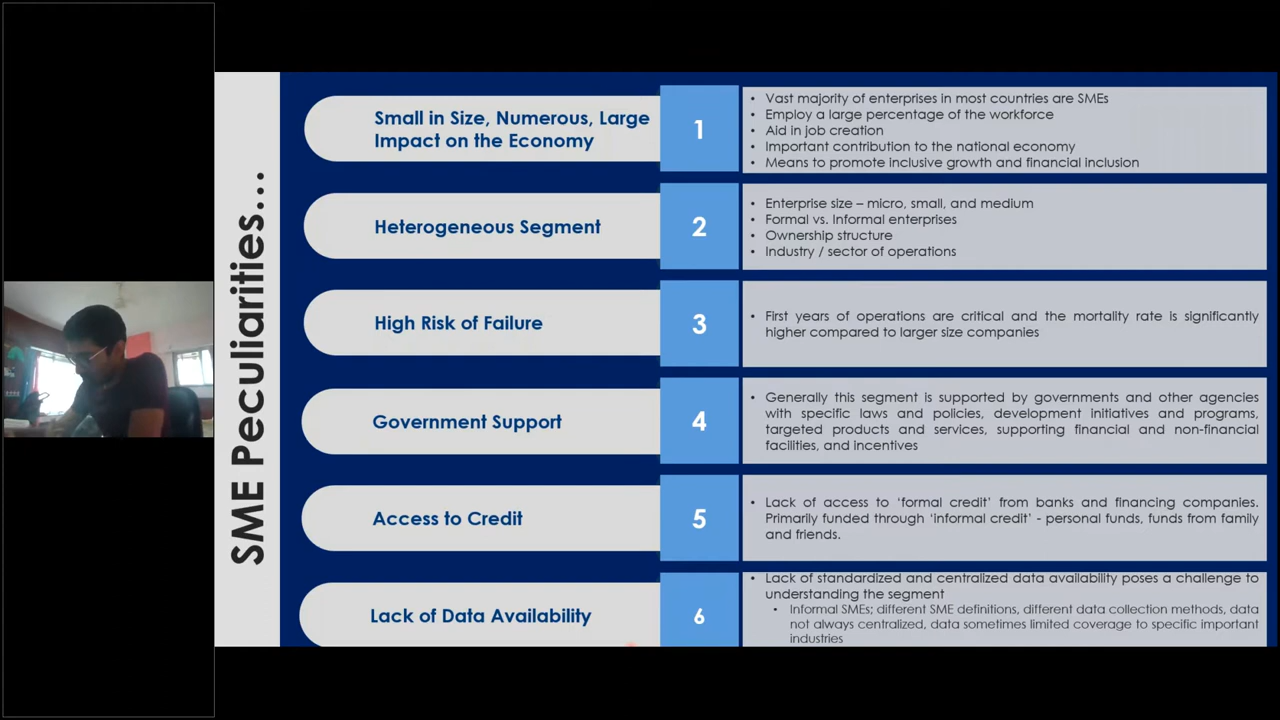 SME Peculiarities...
Small in Size, Numerous, Large
Impact on the Economy
1
• Vast majority of enterprises in most countries are SMEs
• Employ a large percentage of the workforce
• Aid in job creation
• Important contribution to the national economy
• Means to promote inclusive growth and financial inclusion
Heterogeneous Segment
2
• Enterprise size – micro, small, and medium
• Formal vs. Informal enterprises
• Ownership structure
• Industry / sector of operations
High Risk of Failure
3
• First years of operations are critical and the mortality rate is significantly
higher compared to larger size companies
Government Support
4
• Generally this segment is supported by governments and other agencies
with specific laws and policies, development initiatives and programs,
targeted products and services, supporting financial and non-financial
facilities, and incentives
Access to Credit
5
• Lack of access to ‘formal credit’ from banks and financing companies.
Primarily funded through ‘informal credit’ - personal funds, funds from family
and friends.
Lack of Data Availability
6
• Lack of standardized and centralized data availability poses a challenge to
understanding the segment
• Informal SMEs; different SME definitions, different data collection methods, data
not always centralized, data sometimes limited coverage to specific important
industries